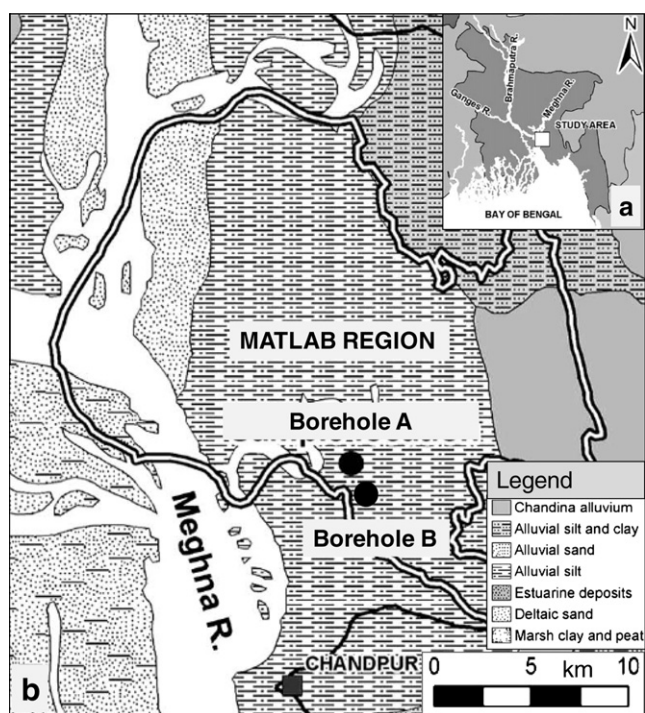 N
Brahmaputra R.
Ganges R.
Meghna R.
STUDY AREA
BAY OF BENGAL
a
MATLAB REGION
Borehole A
Borehole B
Meghna R.
CHANDPUR
Legend
Chandina alluvium
Alluvial silt and clay
Alluvial sand
Alluvial silt
Estuarine deposits
Deltaic sand
Marsh clay and peat
0 5 km 10
b